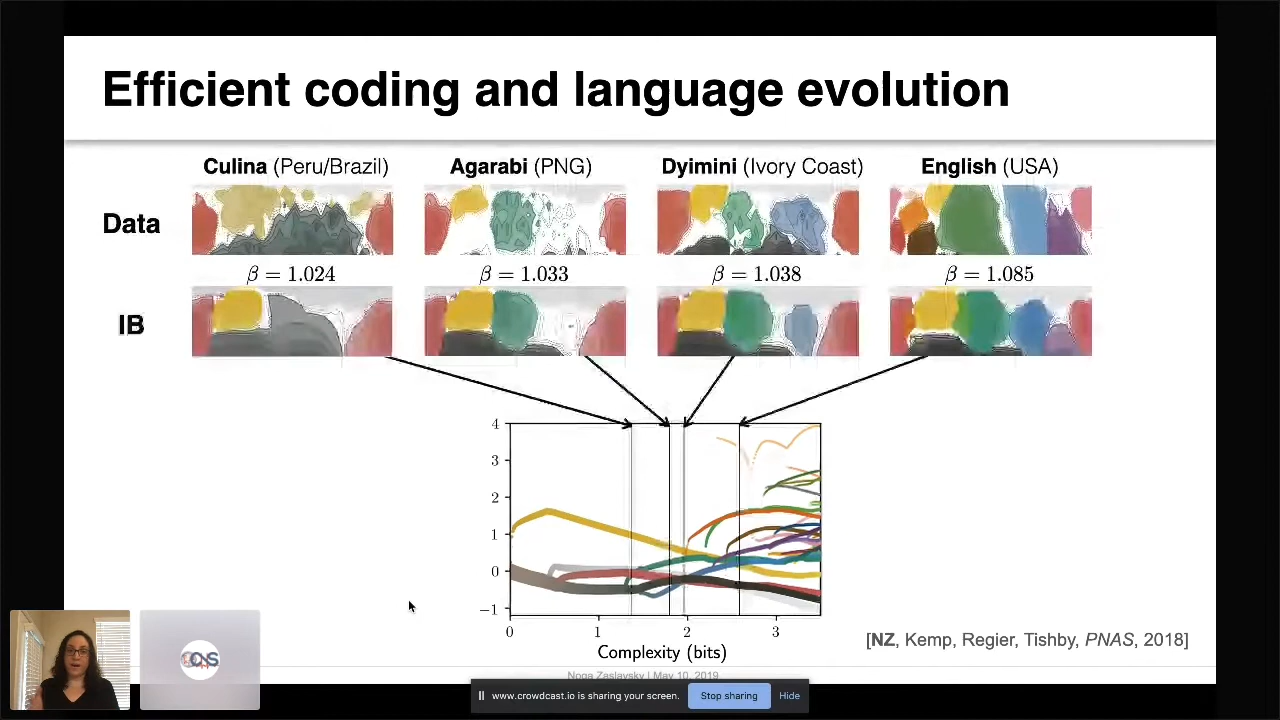 Efficient coding and language evolution
Culina (Peru/Brazil) Agarabi (PNG) Dyimini (Ivory Coast) English (USA)
Data
β = 1.024 β = 1.033 β = 1.038 β = 1.085
IB
4
3
2
1
0
−1
0 1 2 3
Complexity (bits)
[NZ, Kemp, Regier, Tishby, PNAS, 2018]
Noga Zaslavsky | May 10, 2019
www.crowdcast.io is sharing your screen. Stop sharing Hide